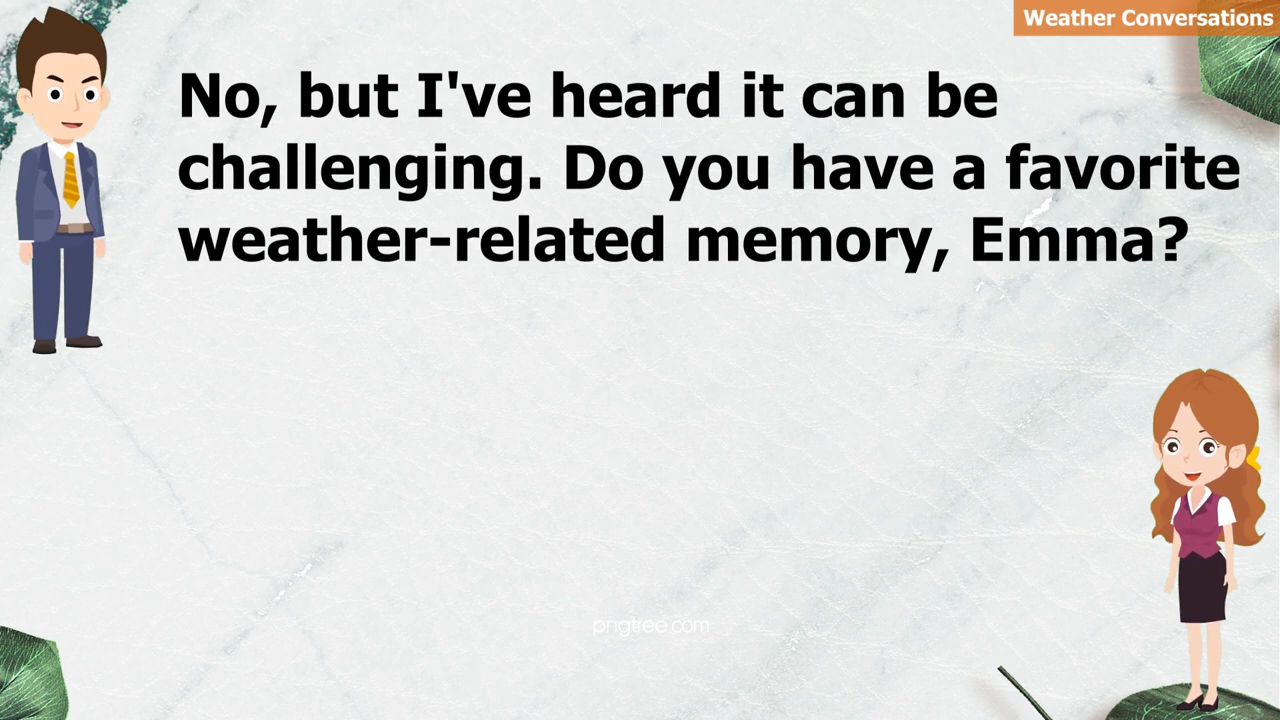 Weather Conversations
No, but I've heard it can be
challenging. Do you have a favorite
weather-related memory, Emma?
pngtree.com